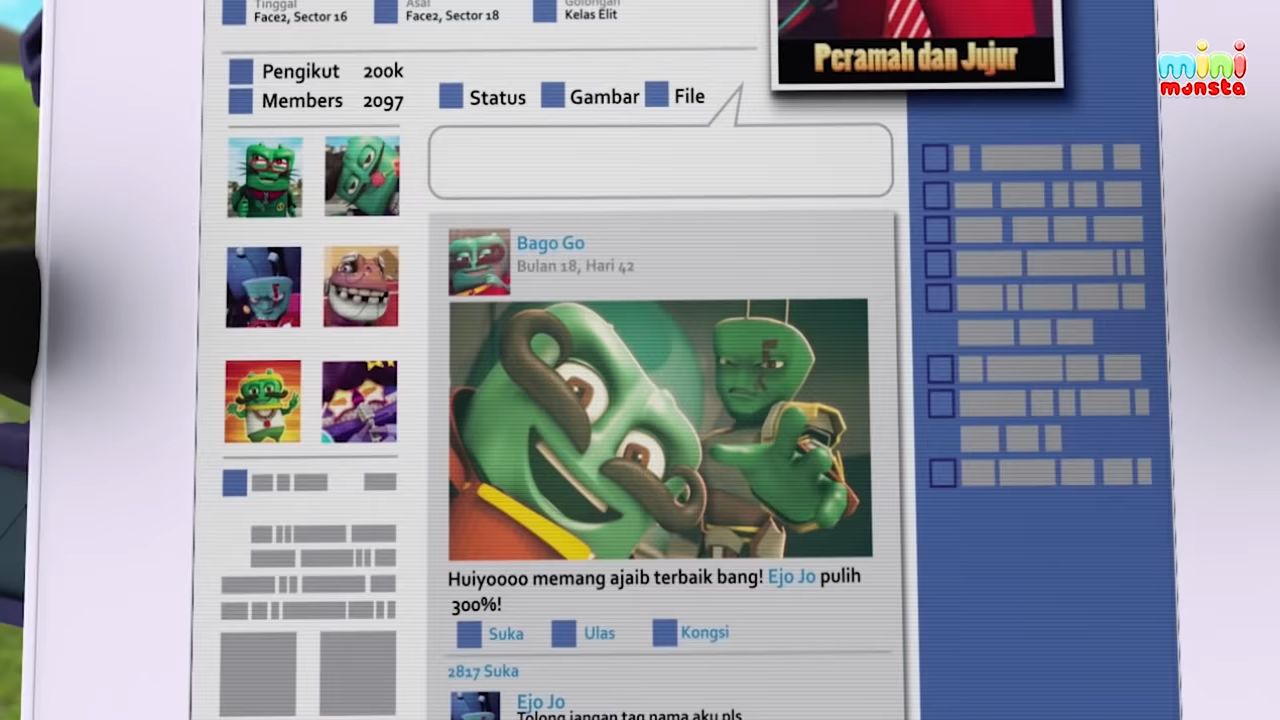 Tinggal
Face2, Sector 16
Asal
Face2, Sector 18
Golongan
Kelas Elit
Peramah dan Jujur
mini
monsta
Pengikut 200k
Members 2097
Status Gambar File
Bago Go
Bulan 18, Hari 42
Huiyoooo memang ajaib terbaik bang! Ejo Jo pulih
300%!
Suka Ulas Kongsi
2817 Suka
Ejo Jo
Tolong jangan tag nama aku pls